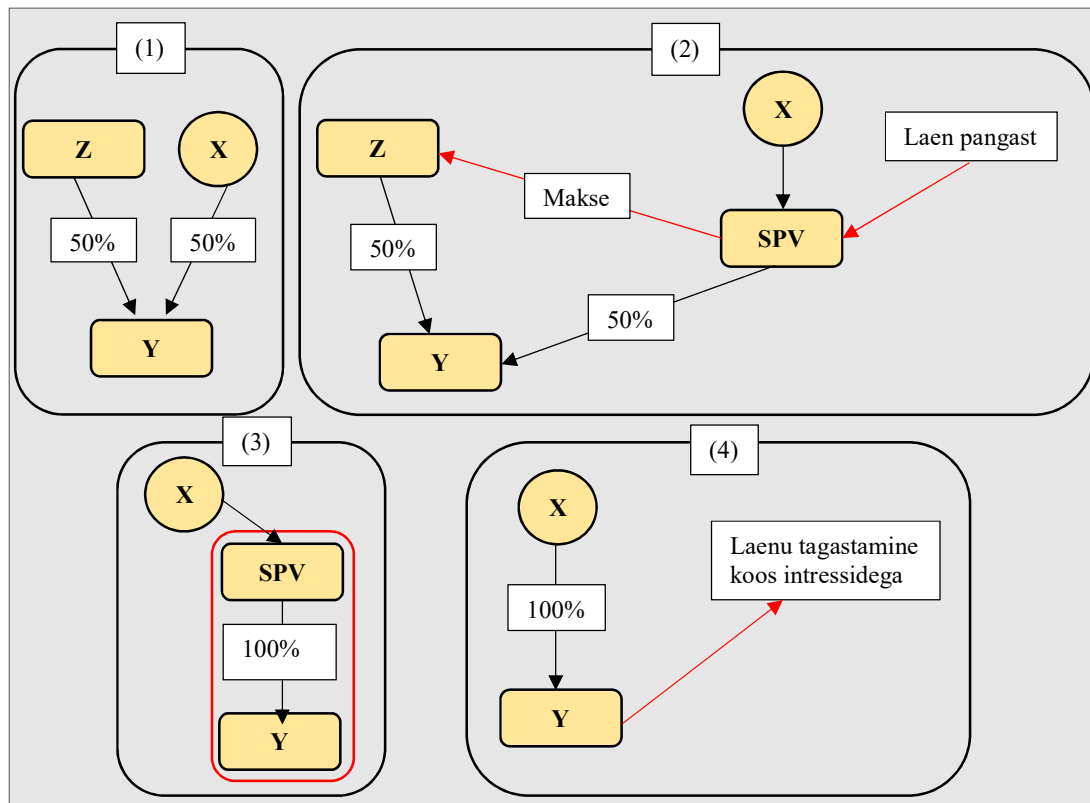 (1)
Z
X
50%
50%
Y
(2)
X
Z
Laen pangast
Makse
SPV
50%
50%
Y
(3)
X
SPV
100%
Y
(4)
X
Laenu tagastamine
koos intressidega
100%
Y